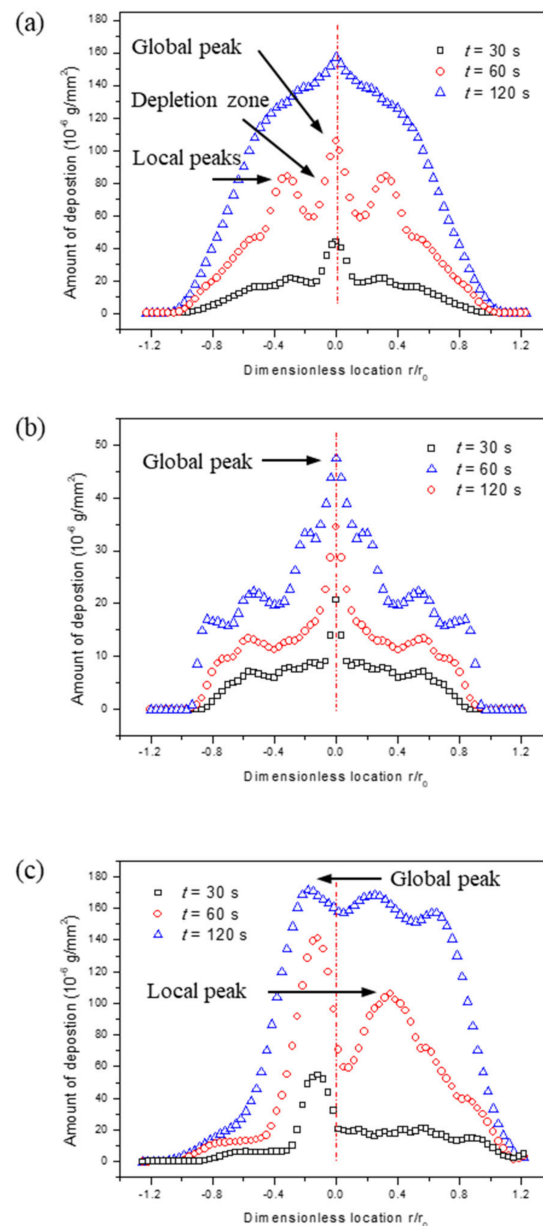 (a)
180
160
140
120
100
80
60
40
20
0
Amount of depostion (10⁻⁶ g/mm²)
Global peak
Depletion zone
Local peaks
t = 30 s
t = 60 s
t = 120 s
-1.2 -0.8 -0.4 0.0 0.4 0.8 1.2
Dimensionless location r/r₀
(b)
50
40
30
20
10
0
Amount of depostion (10⁻⁶ g/mm²)
Global peak
t = 30 s
t = 60 s
t = 120 s
-1.2 -0.8 -0.4 0.0 0.4 0.8 1.2
Dimensionless location r/r₀
(c)
180
160
140
120
100
80
60
40
20
0
Amount of depostion (10⁻⁶ g/mm²)
t = 30 s
t = 60 s
t = 120 s
Global peak
Local peak
-1.2 -0.8 -0.4 0.0 0.4 0.8 1.2
Dimensionless location r/r₀